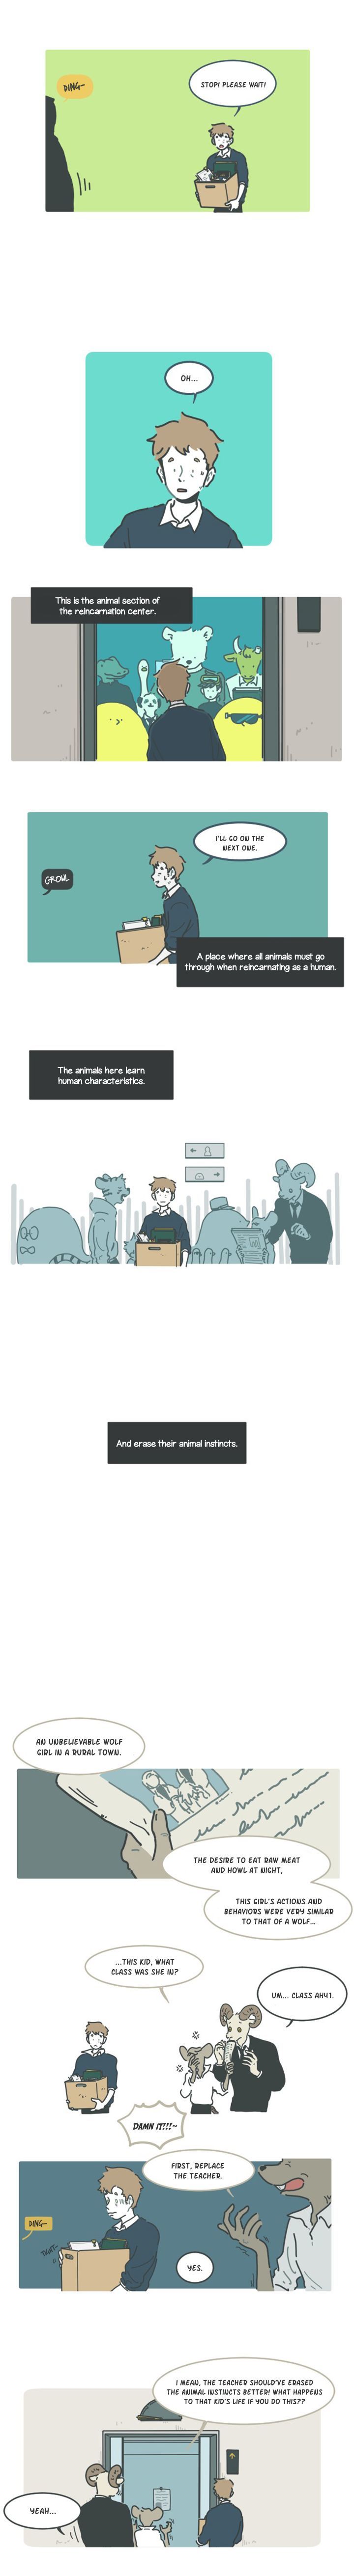 DING~
STOP! PLEASE WAIT!
OH...
This is the animal section of
the reincarnation center.
I'LL GO ON THE
NEXT ONE.
GROWL
A place where all animals must go
through when reincarnating as a human.
The animals here learn
human characteristics.
And erase their animal instincts.
AN UNBELIEVABLE WOLF
GIRL IN A RURAL TOWN.
THE DESIRE TO EAT RAW MEAT
AND HOWL AT NIGHT,
THIS GIRL'S ACTIONS AND
BEHAVIORS WERE VERY SIMILAR
TO THAT OF A WOLF...
...THIS KID, WHAT
CLASS WAS SHE IN?
UM... CLASS AH41.
DAMN IT!!!~
FIRST, REPLACE
THE TEACHER.
DING~
YES.
I MEAN, THE TEACHER SHOULD'VE ERASED
THE ANIMAL INSTINCTS BETTER! WHAT HAPPENS
TO THAT KID'S LIFE IF YOU DO THIS??
YEAH...